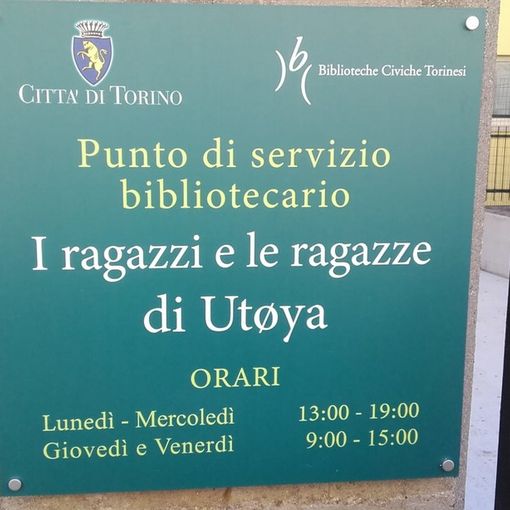 CITTA' DI TORINO
b
Biblioteche Civiche Torinesi
Punto di servizio
bibliotecario
I ragazzi e le ragazze
di Utøya
ORARI
Lunedì - Mercoledì 13:00 - 19:00
Giovedì e Venerdì 9:00 - 15:00